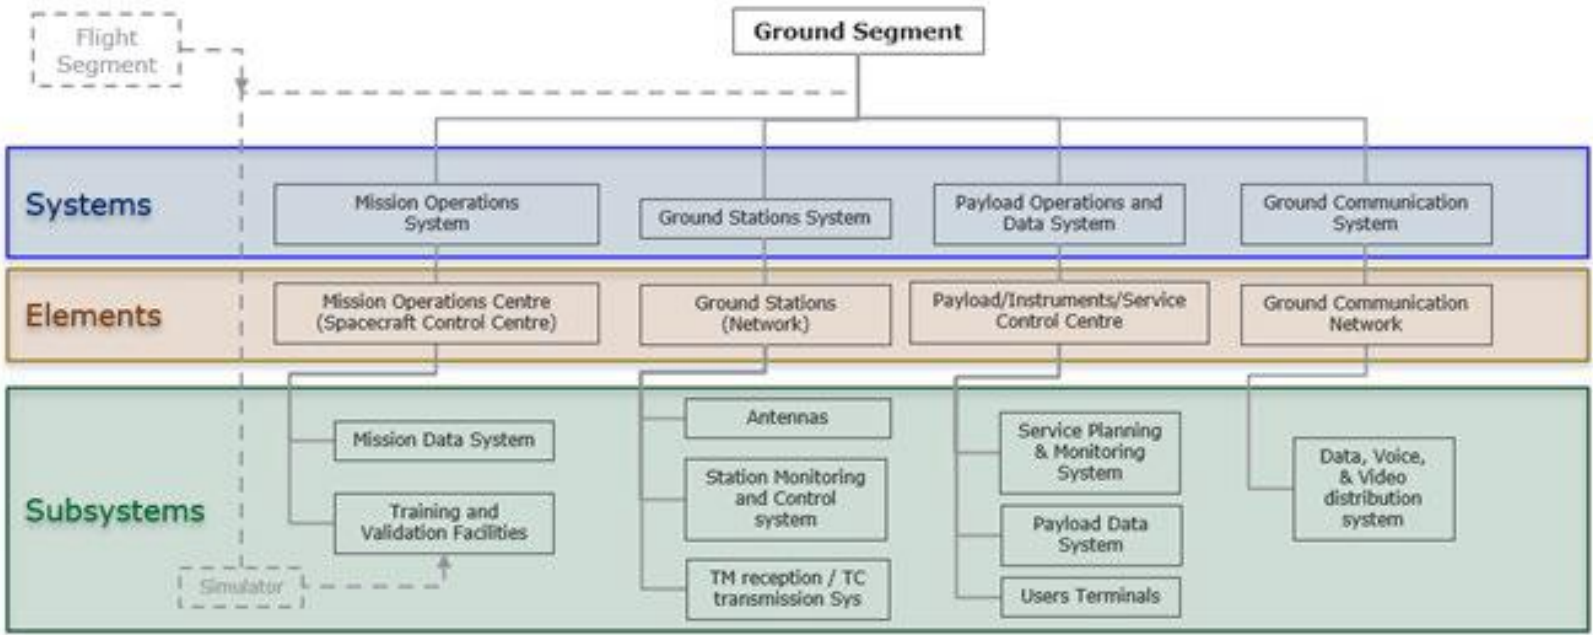 Flight
Segment
Ground Segment
Systems
Mission Operations
System
Ground Stations System
Payload Operations and
Data System
Ground Communication
System
Elements
Mission Operations Centre
(Spacecraft Control Centre)
Ground Stations
(Network)
Payload/Instruments/Service
Control Centre
Ground Communication
Network
Subsystems
Mission Data System
Training and
Validation Facilities
Simulator
Antennas
Station Monitoring
and Control
system
TM reception / TC
transmission Sys
Service Planning
& Monitoring
System
Payload Data
System
Users Terminals
Data, Voice,
& Video
distribution
system